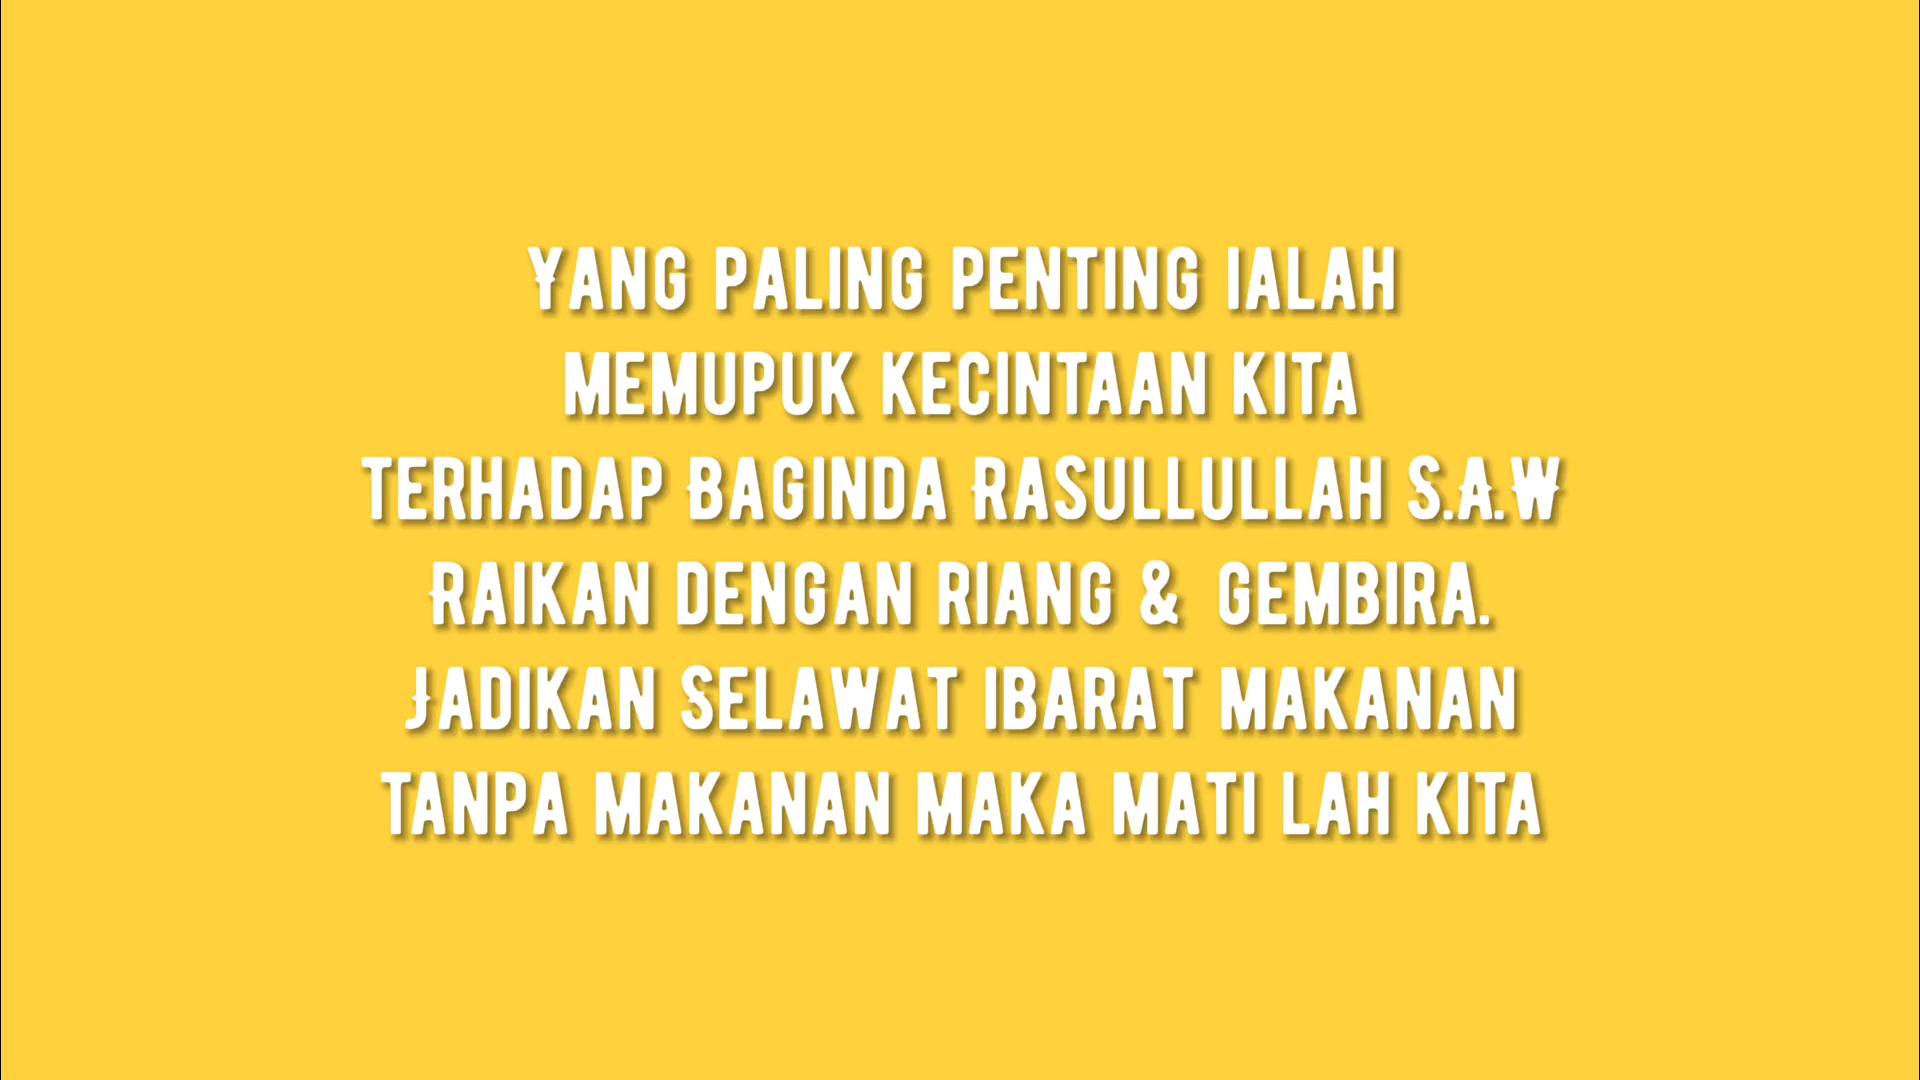 Yang paling penting ialah
memupuk kecintaan kita
terhadap Baginda Rasullullah S.A.W
Raikan dengan riang & gembira.
Jadikan Selawat ibarat makanan
tanpa makanan maka mati lah kita